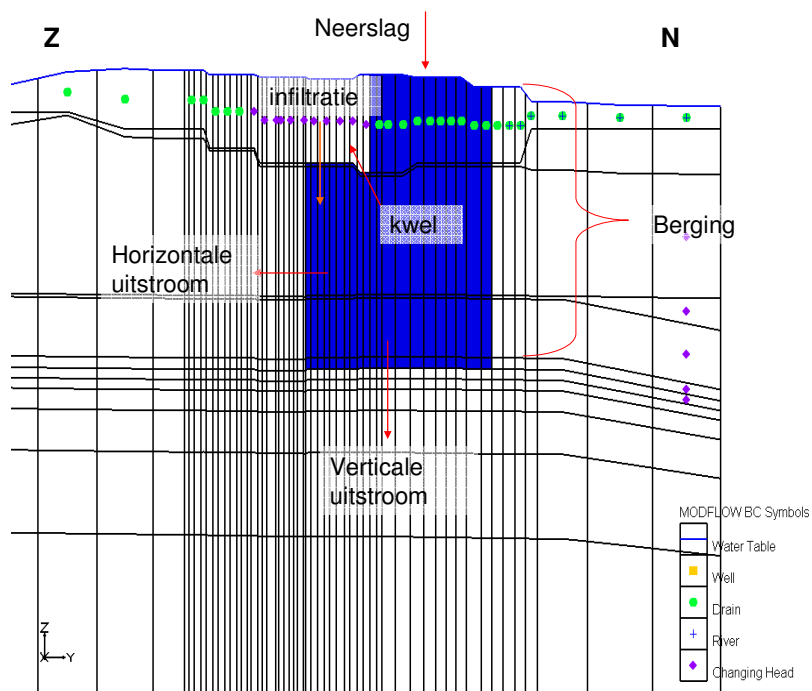 Neerslag
Z
N
infiltratie
kwel
Berging
Horizontale
uitstroom
Verticale
uitstroom
MODFLOW BC Symbols
Water Table
Well
Drain
River
Changing Head
Z
X
Y